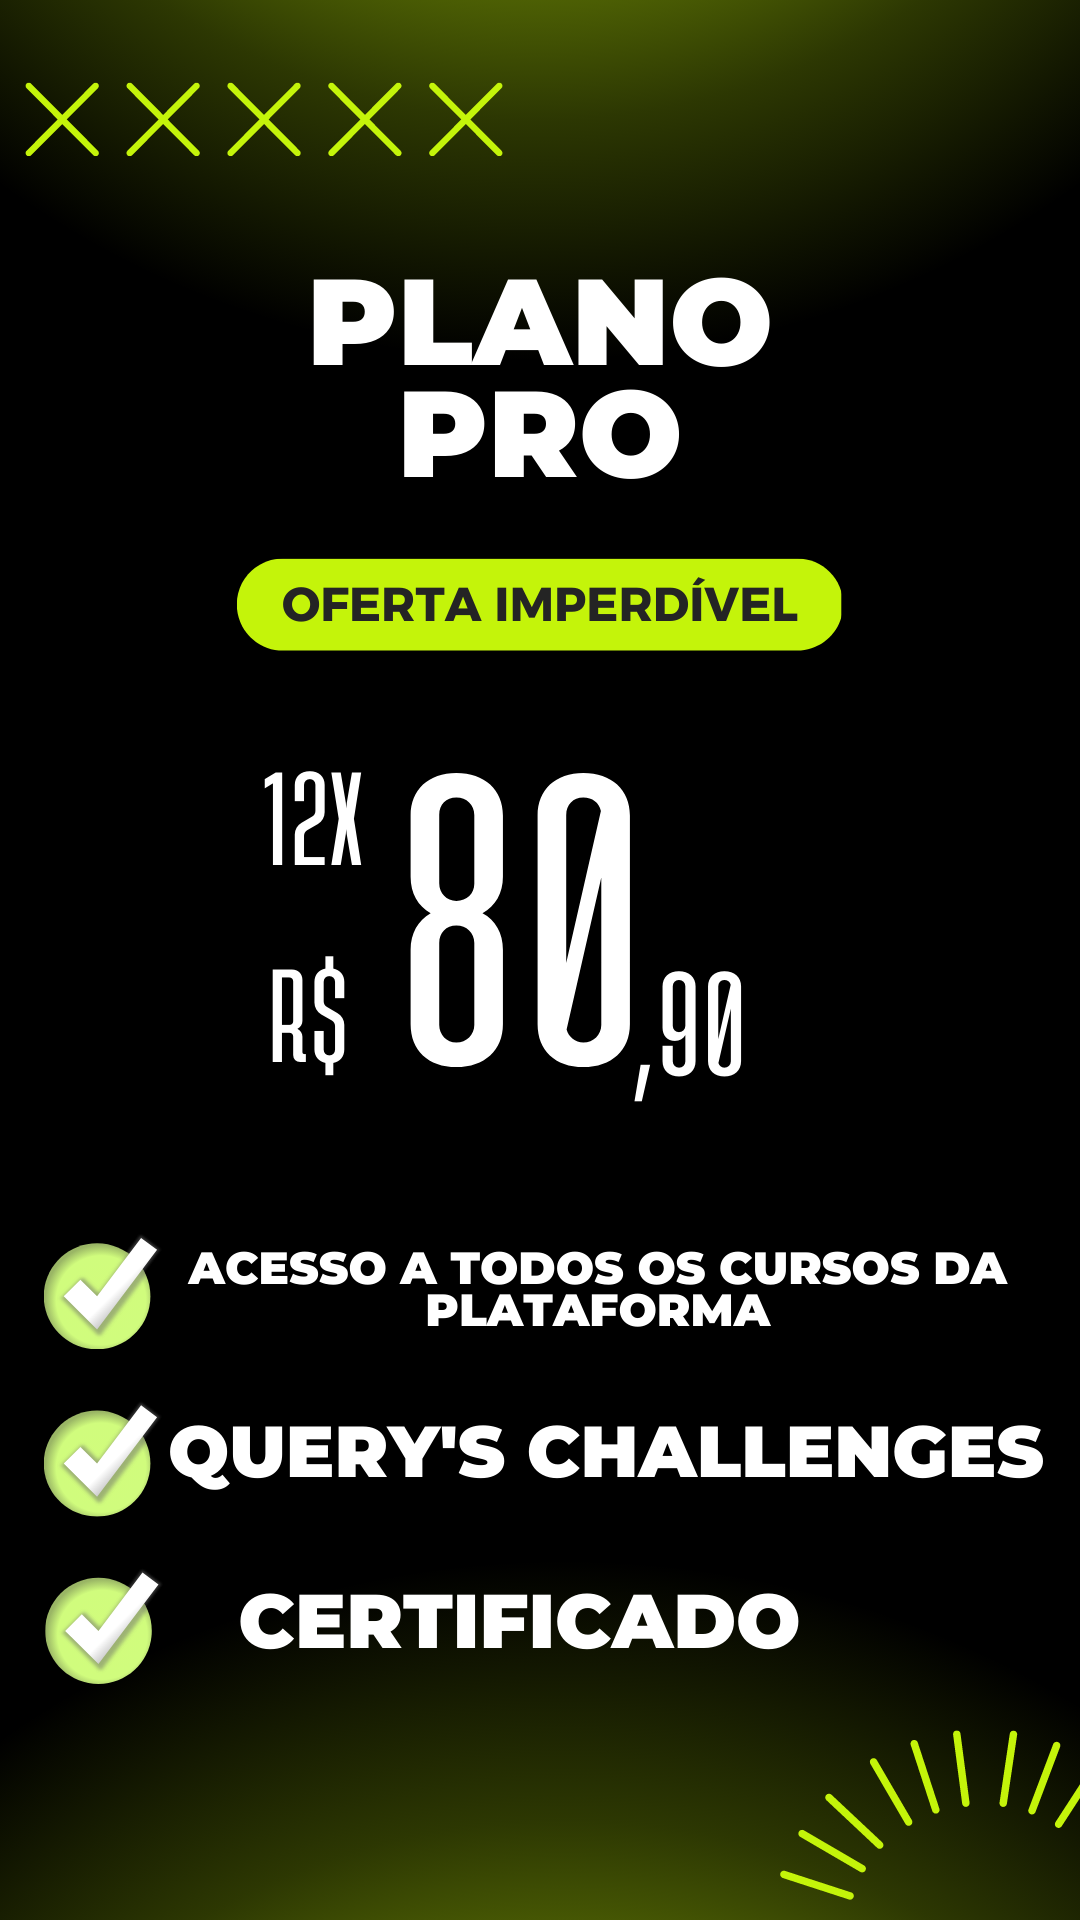 PLANO
PRO
OFERTA IMPERDÍVEL
12X
R$ 80,90
ACESSO A TODOS OS CURSOS DA
PLATAFORMA
QUERY'S CHALLENGES
CERTIFICADO